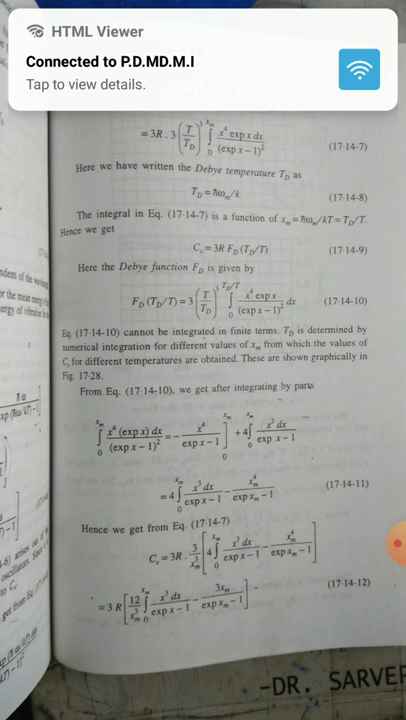 HTML Viewer
Connected to P.D.MD.M.I
Tap to view details.
= 3R . 3 (T/T_D)^3 ∫_0^{x_m} x^4 exp x dx / (exp x – 1)^2 (17·14-7)
Here we have written the Debye temperature T_D as
T_D = ħω_m/k (17·14-8)
The integral in Eq. (17·14-7) is a function of x_m = ħω_m/kT = T_D/T.
Hence we get
C_v = 3R F_D (T_D/T) (17·14-9)
Here the Debye function F_D is given by
F_D (T_D/T) = 3 (T/T_D)^3 ∫_0^{T_D/T} x^4 exp x / (exp x – 1)^2 dx (17·14-10)
Eq. (17·14-10) cannot be integrated in finite terms. T_D is determined by
numerical integration for different values of x_m from which the values of
C_v for different temperatures are obtained. These are shown graphically in
Fig. 17·28.
From Eq. (17·14-10), we get after integrating by parts
∫_0^{x_m} x^4 (exp x) dx / (exp x – 1)^2 = – x^4 / exp x – 1 ]_0^{x_m} + 4 ∫_0^{x_m} x^3 dx / exp x – 1
= 4 ∫_0^{x_m} x^3 dx / exp x – 1 – x_m^4 / exp x_m – 1 (17·14-11)
Hence we get from Eq. (17·14-7)
C_v = 3R . 3/x_m^3 [ 4 ∫_0^{x_m} x^3 dx / exp x – 1 – x_m^4 / exp x_m – 1 ]
= 3 R [ 12/x_m^3 ∫_0^{x_m} x^3 dx / exp x – 1 – 3x_m / exp x_m – 1 ] (17·14-12)
-DR. SARVE